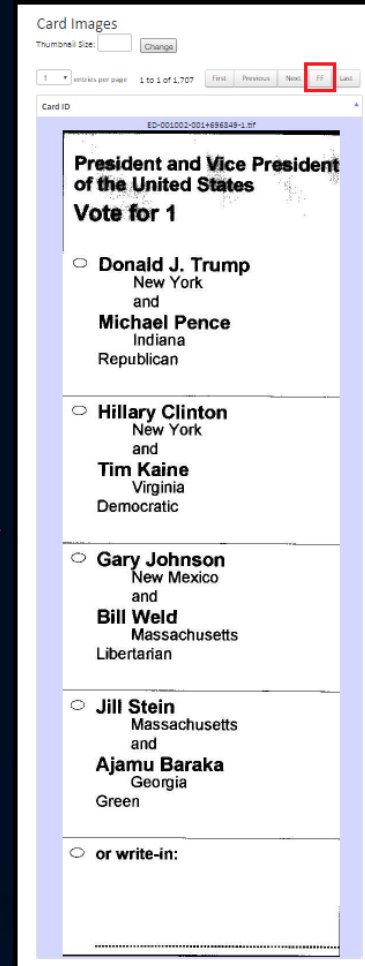 Card Images
Thumbnail Size: Change
1 entries per page 1 to 1 of 1,707 First Previous Next FF Last
Card ID
ED-001002-001+696849-1.tif
President and Vice President
of the United States
Vote for 1
Donald J. Trump
New York
and
Michael Pence
Indiana
Republican
Hillary Clinton
New York
and
Tim Kaine
Virginia
Democratic
Gary Johnson
New Mexico
and
Bill Weld
Massachusetts
Libertarian
Jill Stein
Massachusetts
and
Ajamu Baraka
Georgia
Green
or write-in: